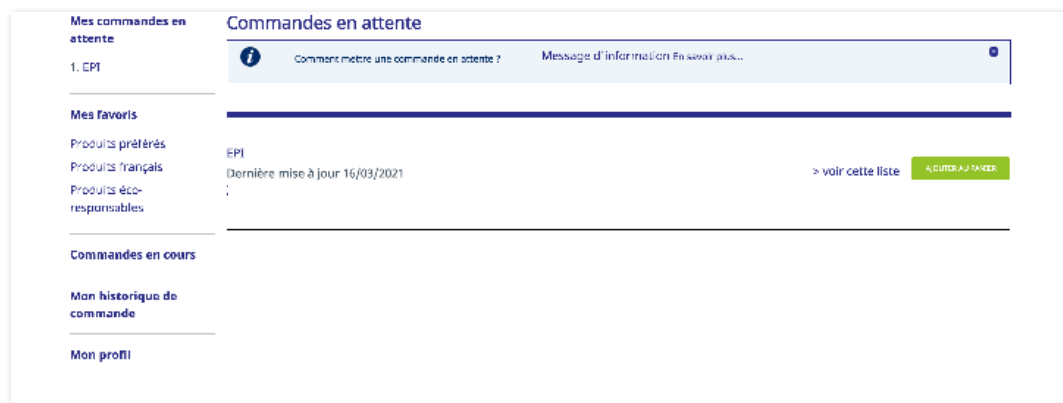 Mes commandes en
attente
1. EPI
Mes favoris
Produits préférés
Produits français
Produits éco-
responsables
Commandes en cours
Mon historique de
commande
Mon profil
Commandes en attente
Comment mettre une commande en attente ?
Message d'information En savoir plus...
EPI
Dernière mise à jour 16/03/2021
> voir cette liste
AJOUTER AU PANIER